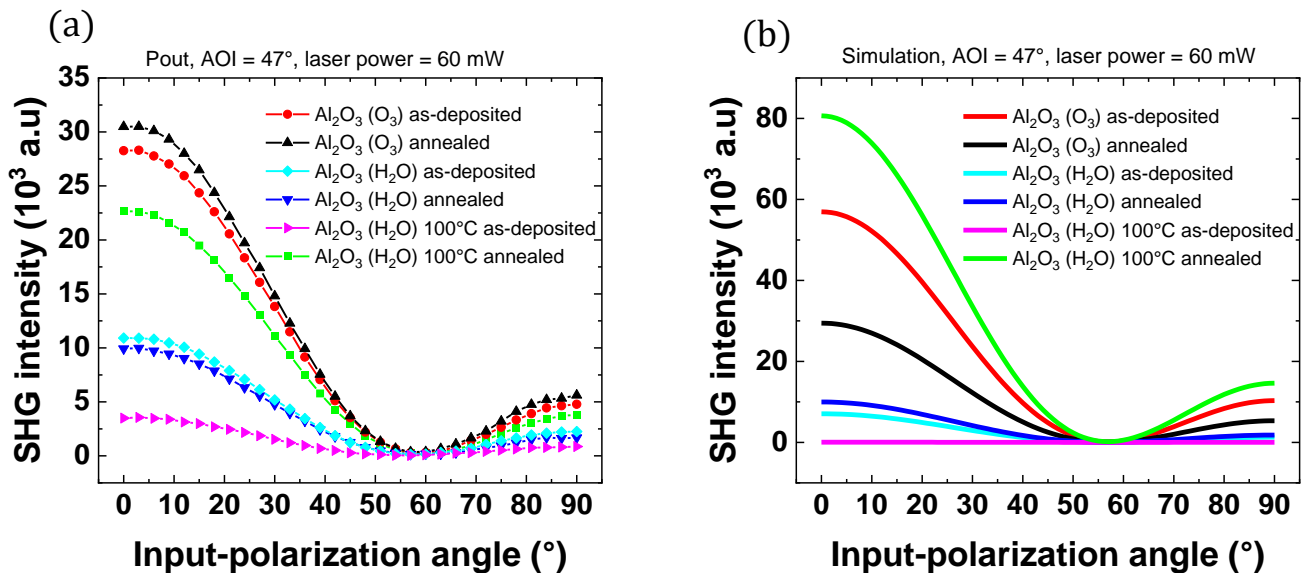 (a)
Pout, AOI = 47°, laser power = 60 mW
SHG intensity (10³ a.u)
35
30
25
20
15
10
5
0
Al₂O₃ (O₃) as-deposited
Al₂O₃ (O₃) annealed
Al₂O₃ (H₂O) as-deposited
Al₂O₃ (H₂O) annealed
Al₂O₃ (H₂O) 100°C as-deposited
Al₂O₃ (H₂O) 100°C annealed
0 10 20 30 40 50 60 70 80 90
Input-polarization angle (°)
(b)
Simulation, AOI = 47°, laser power = 60 mW
SHG intensity (10³ a.u)
80
60
40
20
0
Al₂O₃ (O₃) as-deposited
Al₂O₃ (O₃) annealed
Al₂O₃ (H₂O) as-deposited
Al₂O₃ (H₂O) annealed
Al₂O₃ (H₂O) 100°C as-deposited
Al₂O₃ (H₂O) 100°C annealed
0 10 20 30 40 50 60 70 80 90
Input-polarization angle (°)